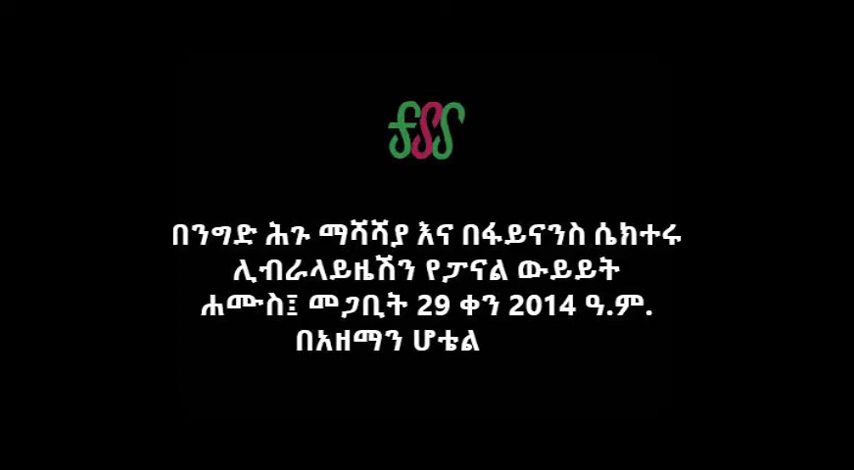 fss
በንግድ ሕጉ ማሻሻያ እና በፋይናንስ ሴክተሩ
ሊብራላይዜሽን የፓናል ውይይት
ሐሙስ፤ መጋቢት 29 ቀን 2014 ዓ.ም.
በአዘማን ሆቴል